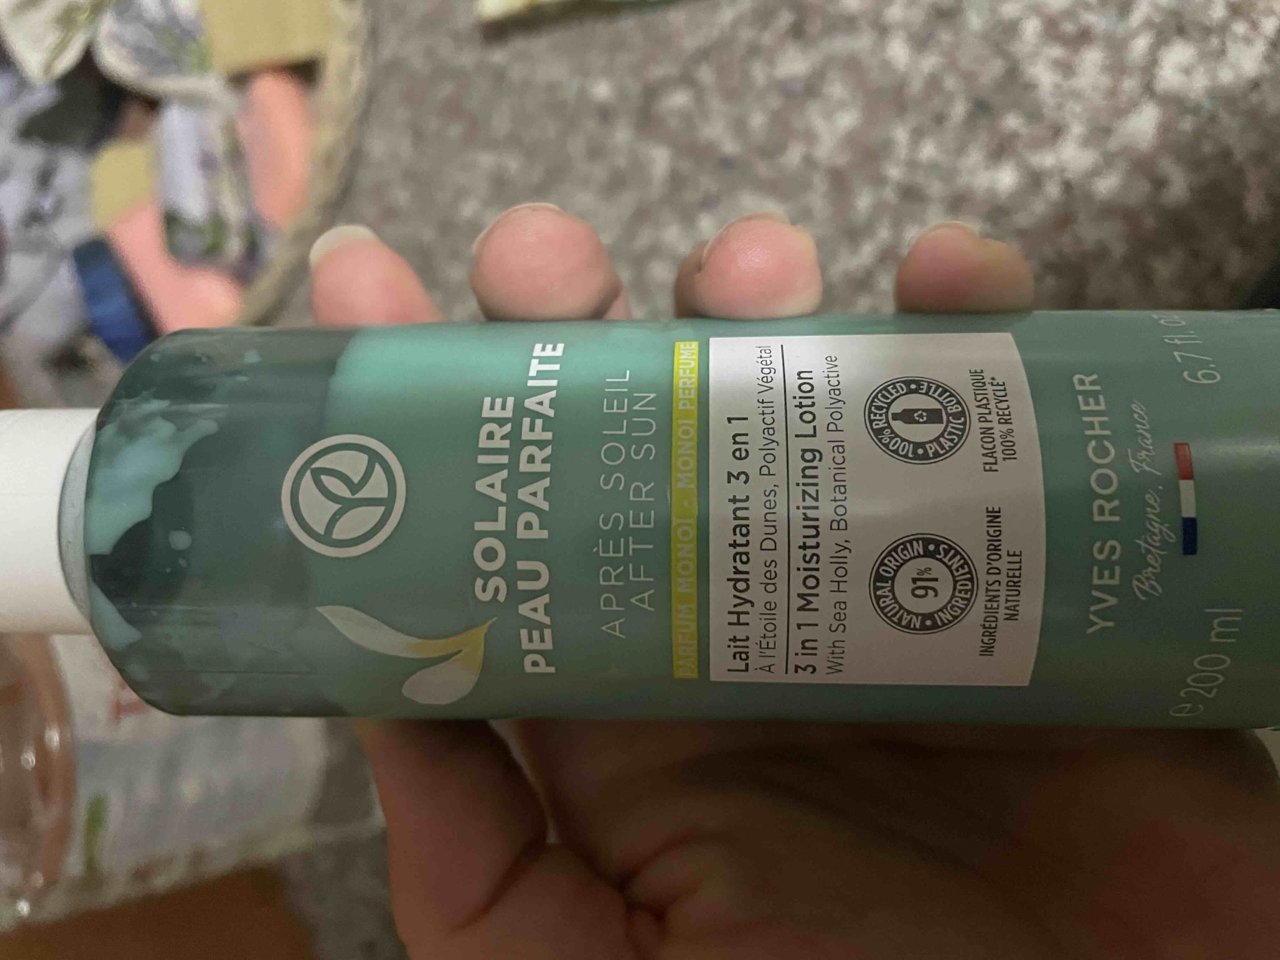 SOLAIRE
PEAU PARFAITE
APRÈS SOLEIL
AFTER SUN
PARFUM MONOÏ - MONOI PERFUME
Lait Hydratant 3 en 1
À l'Étoile des Dunes, Polyactif Végétal
3 in 1 Moisturizing Lotion
With Sea Holly, Botanical Polyactive
NATURAL ORIGIN • INGREDIENTS •
91%
INGRÉDIENTS D'ORIGINE
NATURELLE
100% RECYCLED • PLASTIC BOTTLE •
FLACON PLASTIQUE
100% RECYCLÉ*
YVES ROCHER
Bretagne, France
e 200 ml 6.7 fl. oz